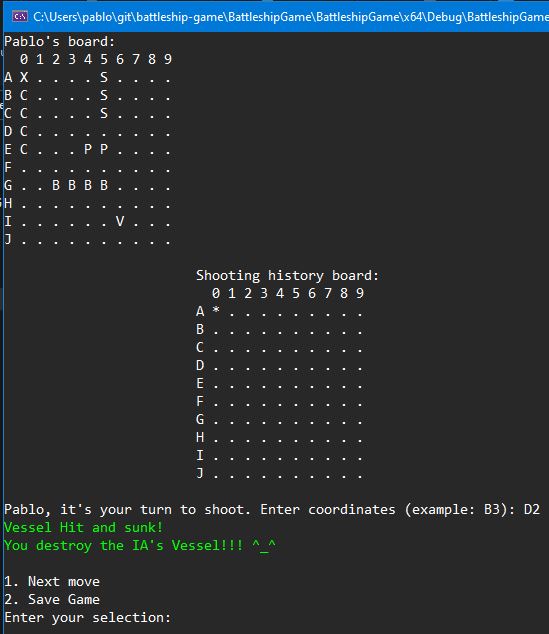 C:\Users\pablo\git\battleship-game\BattleshipGame\BattleshipGame\x64\Debug\BattleshipGame
Pablo's board:
  0 1 2 3 4 5 6 7 8 9
A X . . . . S . . . .
B C . . . . S . . . .
C C . . . . S . . . .
D C . . . . . . . . .
E C . . . P P . . . .
F . . . . . . . . . .
G . . B B B B . . . .
H . . . . . . . . . .
I . . . . . . V . . .
J . . . . . . . . . .
Shooting history board:
  0 1 2 3 4 5 6 7 8 9
A * . . . . . . . . .
B . . . . . . . . . .
C . . . . . . . . . .
D . . . . . . . . . .
E . . . . . . . . . .
F . . . . . . . . . .
G . . . . . . . . . .
H . . . . . . . . . .
I . . . . . . . . . .
J . . . . . . . . . .
Pablo, it's your turn to shoot. Enter coordinates (example: B3): D2
Vessel Hit and sunk!
You destroy the IA's Vessel!!! ^_^
1. Next move
2. Save Game
Enter your selection: